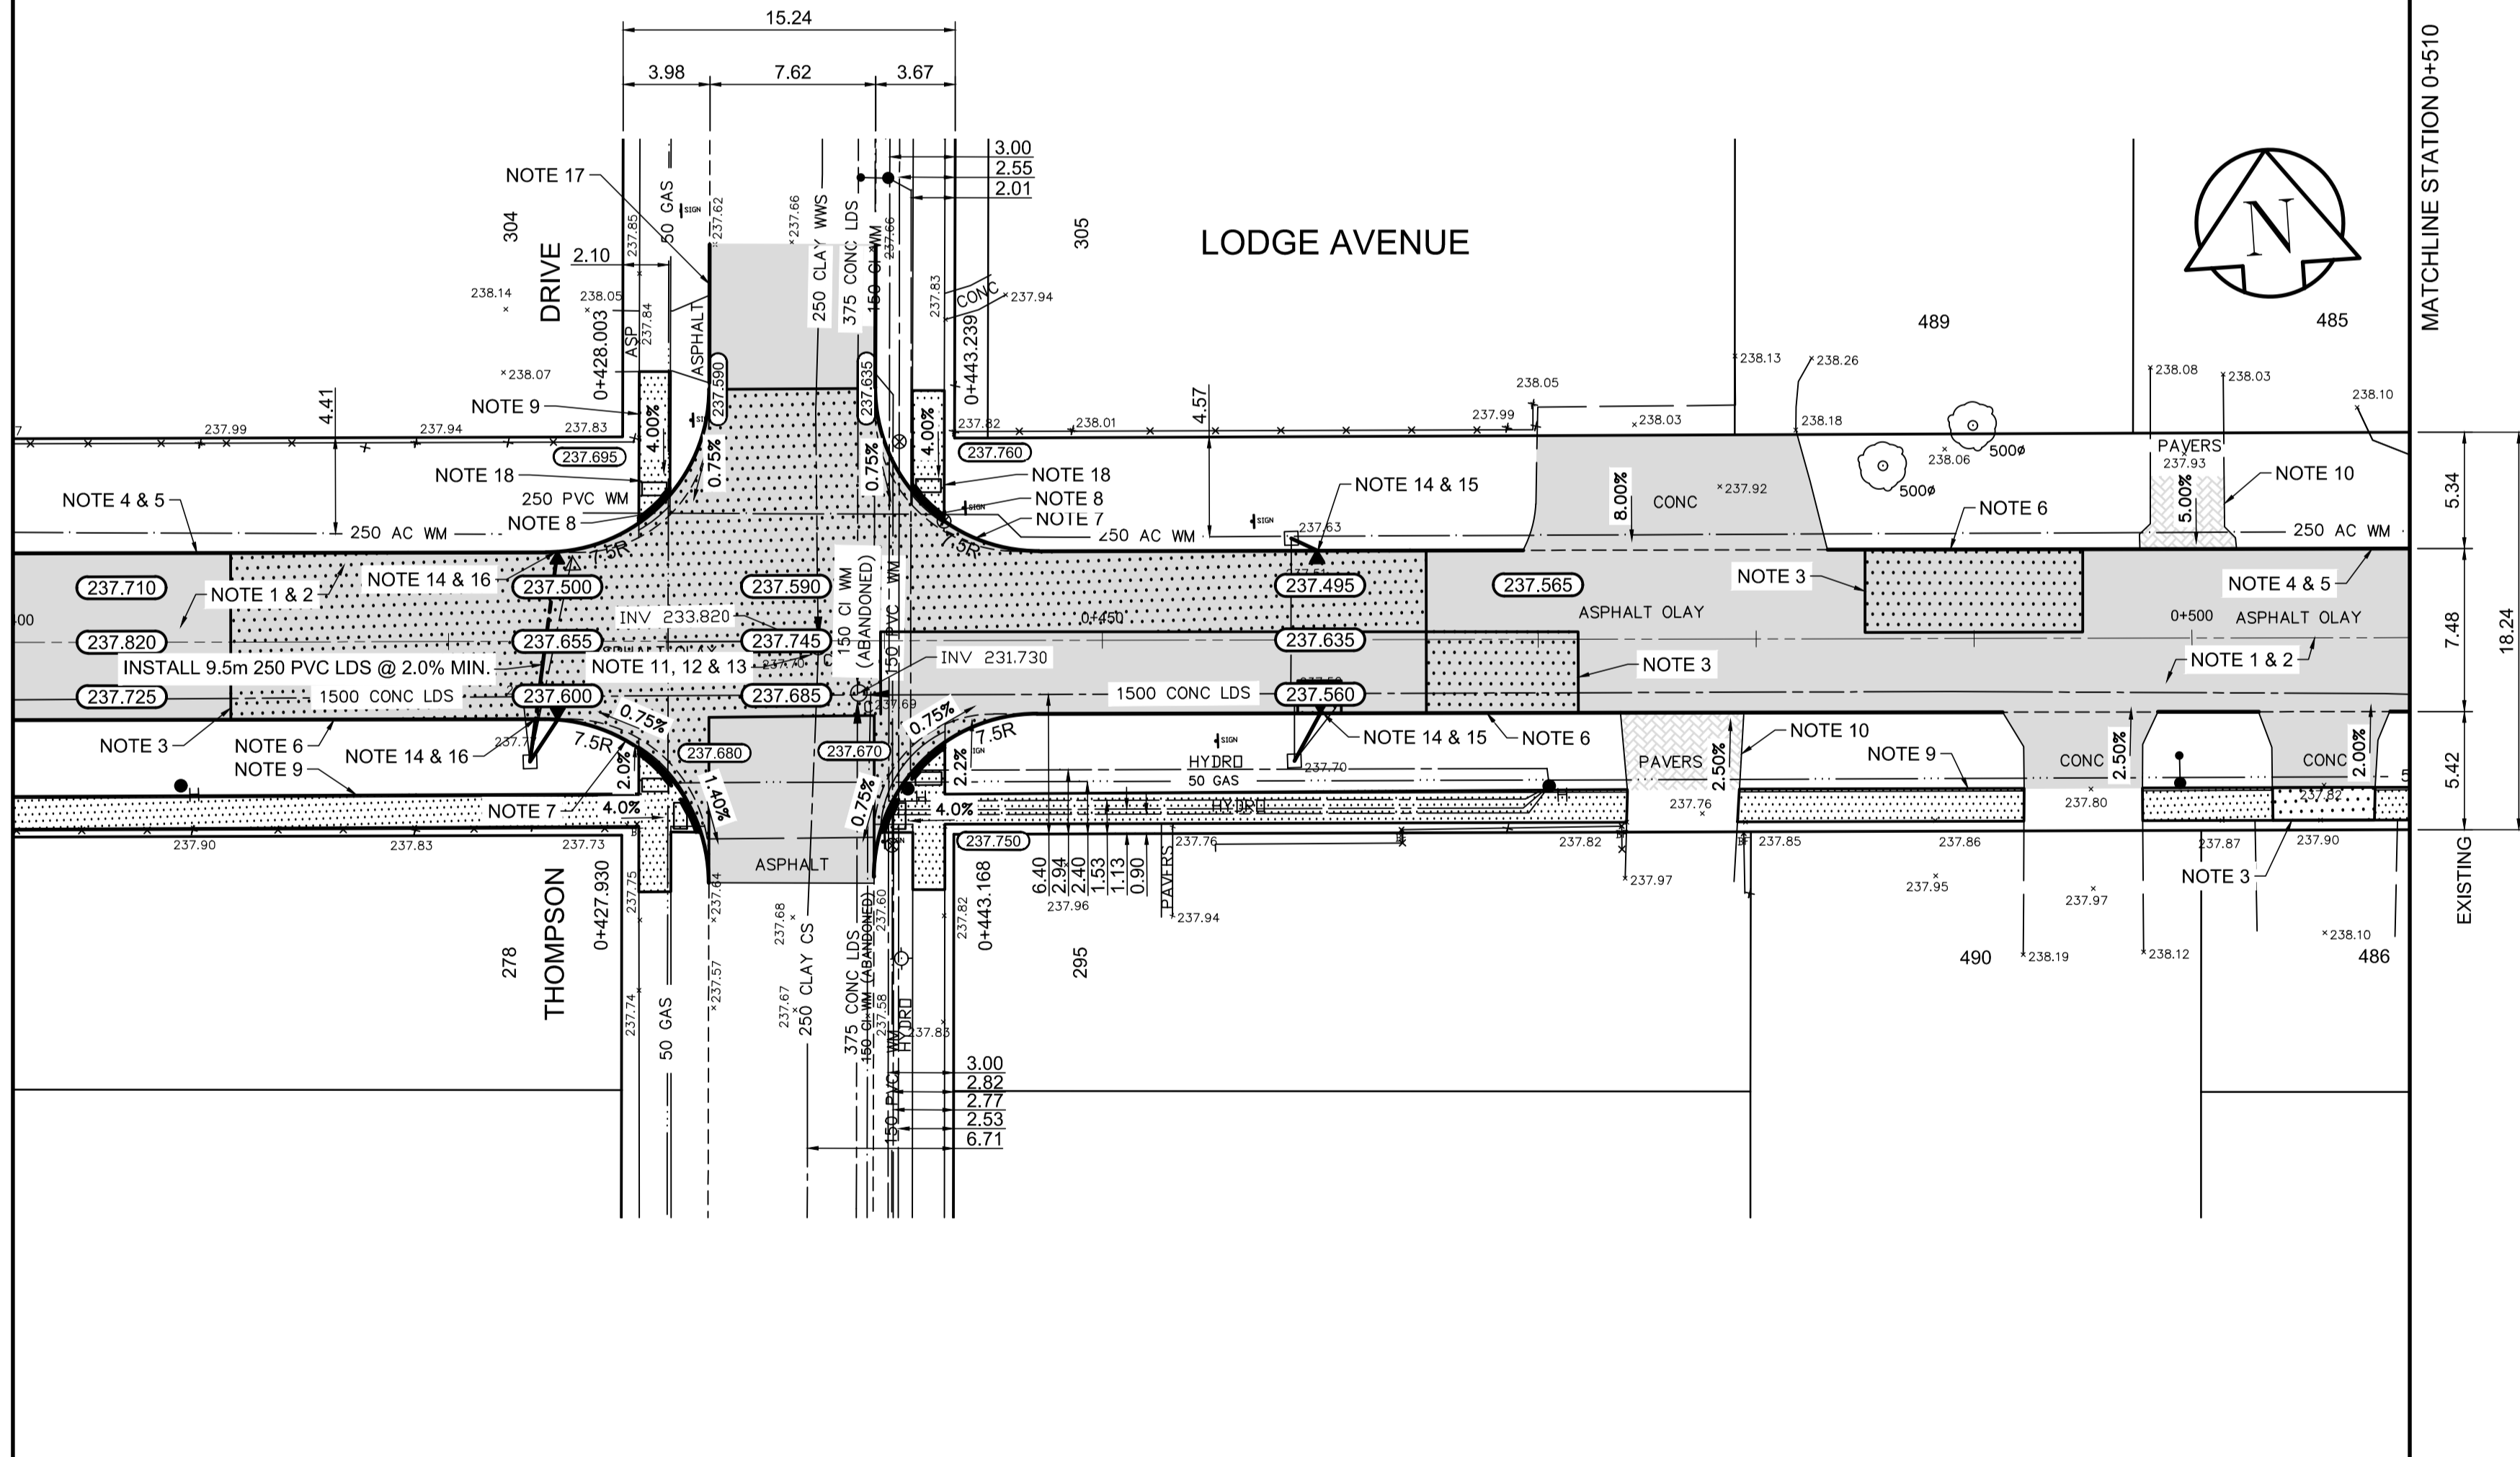 15.24
3.98
7.62
3.67
MATCHLINE STATION 0+510
NOTE 17
3.00
2.55
2.01
304
DRIVE
237.85
50 GAS
SIGN
237.62
237.66
250 CLAY WWS
375 CONC LDS
150 CI WM
237.66
305
LODGE AVENUE
N
2.10
238.14
238.05
0+428.003
ASP
237.84
ASPHALT
237.83
CONC
237.94
0+443.239
489
485
238.07
237.590
237.635
238.13
238.26
238.08
238.03
238.05
238.10
4.41
NOTE 9
4.00%
4.00%
4.57
237.99
237.94
237.83
237.82
238.01
237.99
238.03
238.18
237.695
237.760
0.75%
0.75%
NOTE 18
NOTE 18
NOTE 14 & 15
8.00%
CONC
237.92
238.06
500ø
500ø
PAVERS
237.93
5.00%
NOTE 10
5.34
NOTE 4 & 5
250 PVC WM
NOTE 8
NOTE 8
NOTE 7
SIGN
SIGN
237.63
NOTE 6
250 AC WM
250 AC WM
250 AC WM
7.5R
7.5R
237.710
NOTE 1 & 2
NOTE 14 & 16
237.500
237.590
237.495
237.565
NOTE 3
NOTE 4 & 5
150 CI WM
(ABANDONED)
150 PVC WM
INV 233.820
0+450
ASPHALT OLAY
0+500
ASPHALT OLAY
7.48
18.24
237.820
237.655
237.745
237.635
INSTALL 9.5m 250 PVC LDS @ 2.0% MIN.
NOTE 11, 12 & 13
237.70
INV 231.730
NOTE 3
NOTE 1 & 2
237.725
1500 CONC LDS
237.600
237.685
237.69
1500 CONC LDS
237.560
0.75%
0.75%
NOTE 3
NOTE 6
NOTE 14 & 16
7.5R
237.680
237.670
7.5R
SIGN
NOTE 14 & 15
NOTE 6
NOTE 10
NOTE 9
NOTE 9
2.0%
1.40%
0.75%
2.2%
HYDRO
50 GAS
237.70
PAVERS
2.50%
CONC
2.50%
CONC
2.00%
5.42
H
NOTE 7
4.0%
H
4.0%
HYDRO
H
237.76
237.80
237.82
237.90
237.83
237.73
237.750
237.76
237.82
237.85
237.86
237.87
237.90
ASPHALT
6.40
2.94
2.40
1.53
1.13
0.90
PAVERS
237.96
237.94
237.97
237.95
237.97
NOTE 3
EXISTING
THOMPSON
0+427.930
237.75
237.64
237.68
237.60
237.82
0+443.168
278
295
490
238.19
238.12
238.10
486
237.74
50 GAS
237.57
237.67
250 CLAY CS
375 CONC LDS
150 CI WM (ABANDONED)
237.58
WM
HYDRO
237.83
150 PVC
3.00
2.82
2.77
2.53
6.71